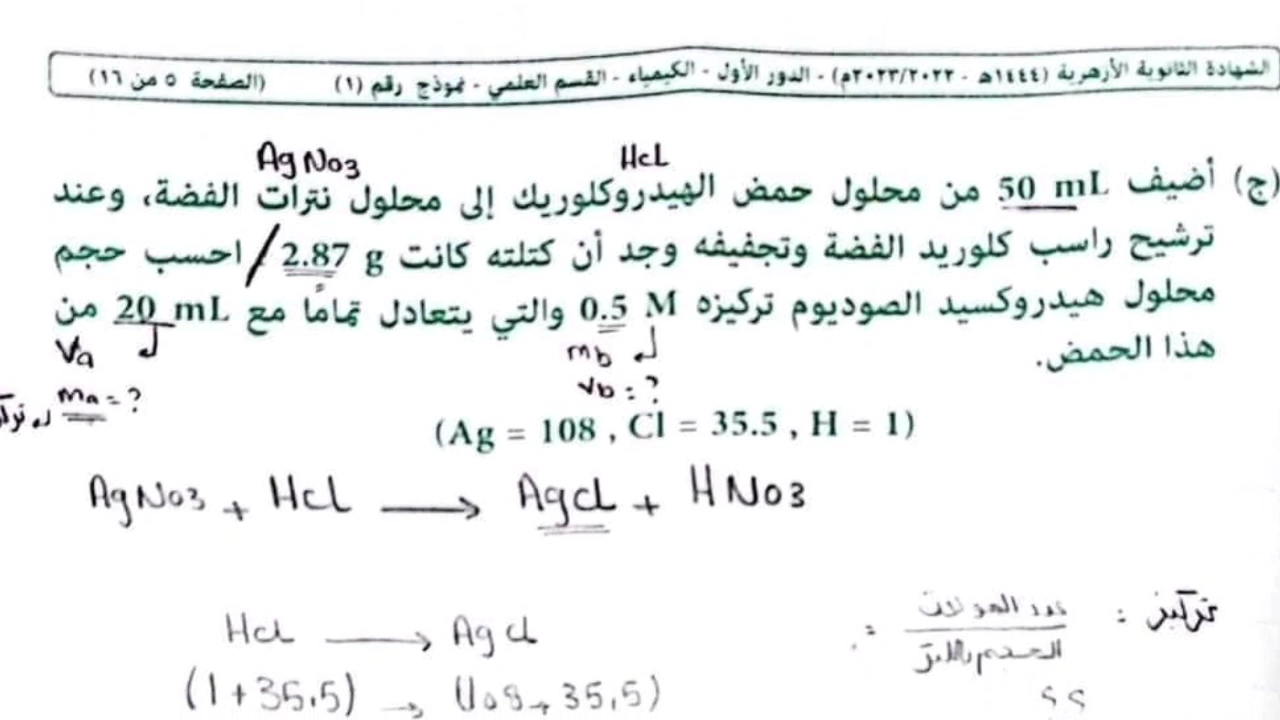 الشهادة الثانوية الأزهرية (١٤٤٤هـ - ٢٠٢٣/٢٠٢٢م) - الدور الأول - الكيمياء - القسم العلمي - نموذج رقم (١) (الصفحة ٥ من ١٦)
AgNo3 HcL
(ج) أضيف 50 mL من محلول حمض الهيدروكلوريك إلى محلول نترات الفضة، وعند
ترشيح راسب كلوريد الفضة وتجفيفه وجد أن كتلته كانت 2.87 g / احسب حجم
محلول هيدروكسيد الصوديوم تركيزه 0.5 M والتي يتعادل تمامًا مع 20 mL من
هذا الحمض.
Va mb
ma = ? vb = ?
(Ag = 108 , Cl = 35.5 , H = 1)
AgNo3 + HcL → AgcL + HNo3
تركيز = عدد المولات =
الحجم باللتر
؟؟
HcL → AgcL
(1+35.5) → (108+35.5)